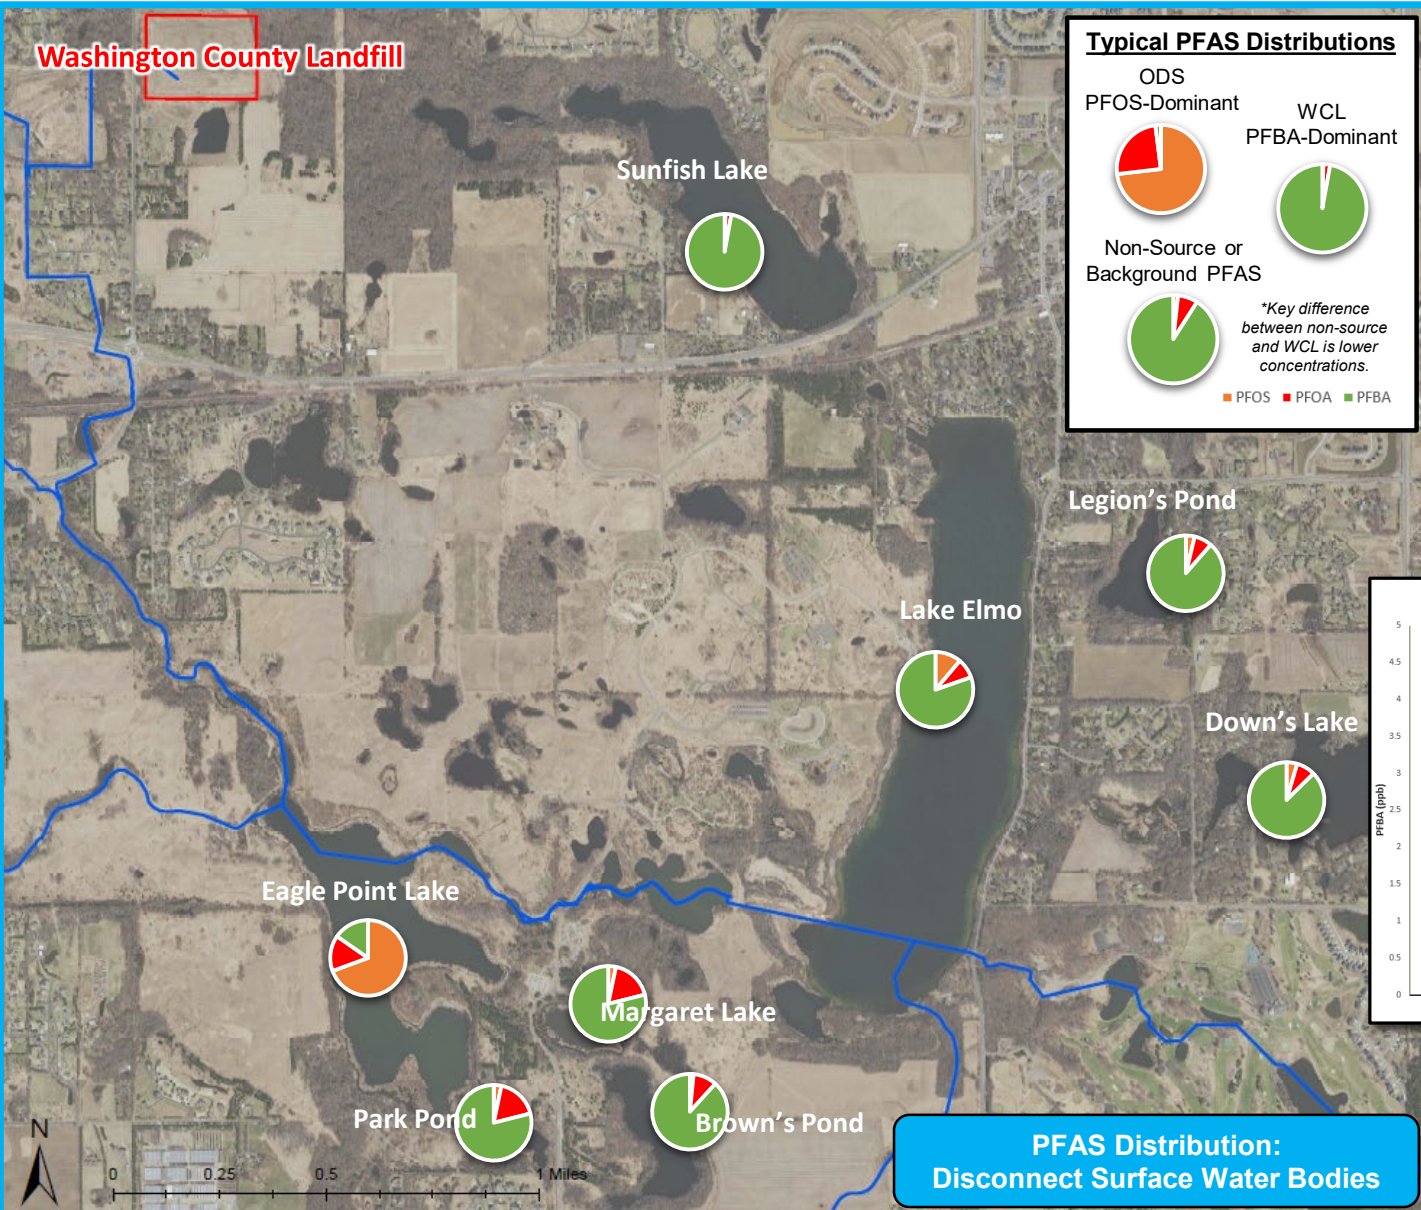 Washington County Landfill
Typical PFAS Distributions
ODS
PFOS-Dominant
WCL
PFBA-Dominant
Non-Source or
Background PFAS
*Key difference
between non-source
and WCL is lower
concentrations.
PFOS PFOA PFBA
Sunfish Lake
Legion's Pond
Lake Elmo
Down's Lake
Eagle Point Lake
Margaret Lake
Park Pond
Brown's Pond
5
4.5
4
3.5
3
2.5
2
1.5
1
0.5
0
PFBA (ppb)
N
0 0.25 0.5 1 Miles
PFAS Distribution:
Disconnect Surface Water Bodies